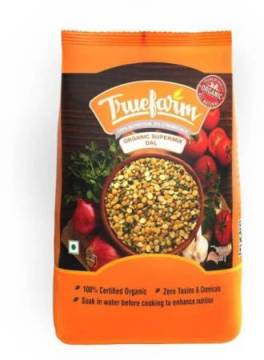 Truefarm
ORGANIC SUPERMIX
DAL
ORGANIC
• 100% Certified Organic • Zero Toxins & Chemicals
• Soak in water before cooking to enhance nutrition